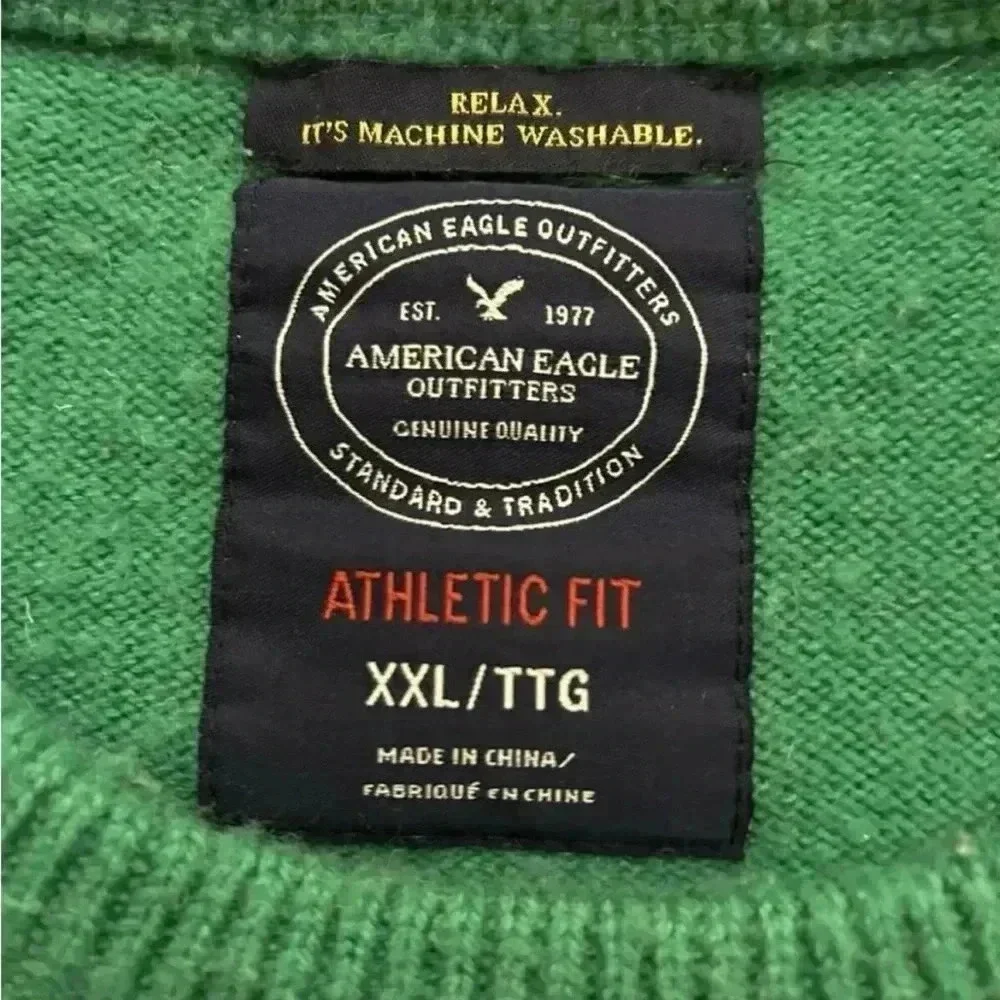 RELAX.
IT'S MACHINE WASHABLE.
AMERICAN EAGLE OUTFITTERS
EST. 1977
AMERICAN EAGLE
OUTFITTERS
GENUINE QUALITY
STANDARD & TRADITION
ATHLETIC FIT
XXL/TTG
MADE IN CHINA/
FABRIQUÉ EN CHINE